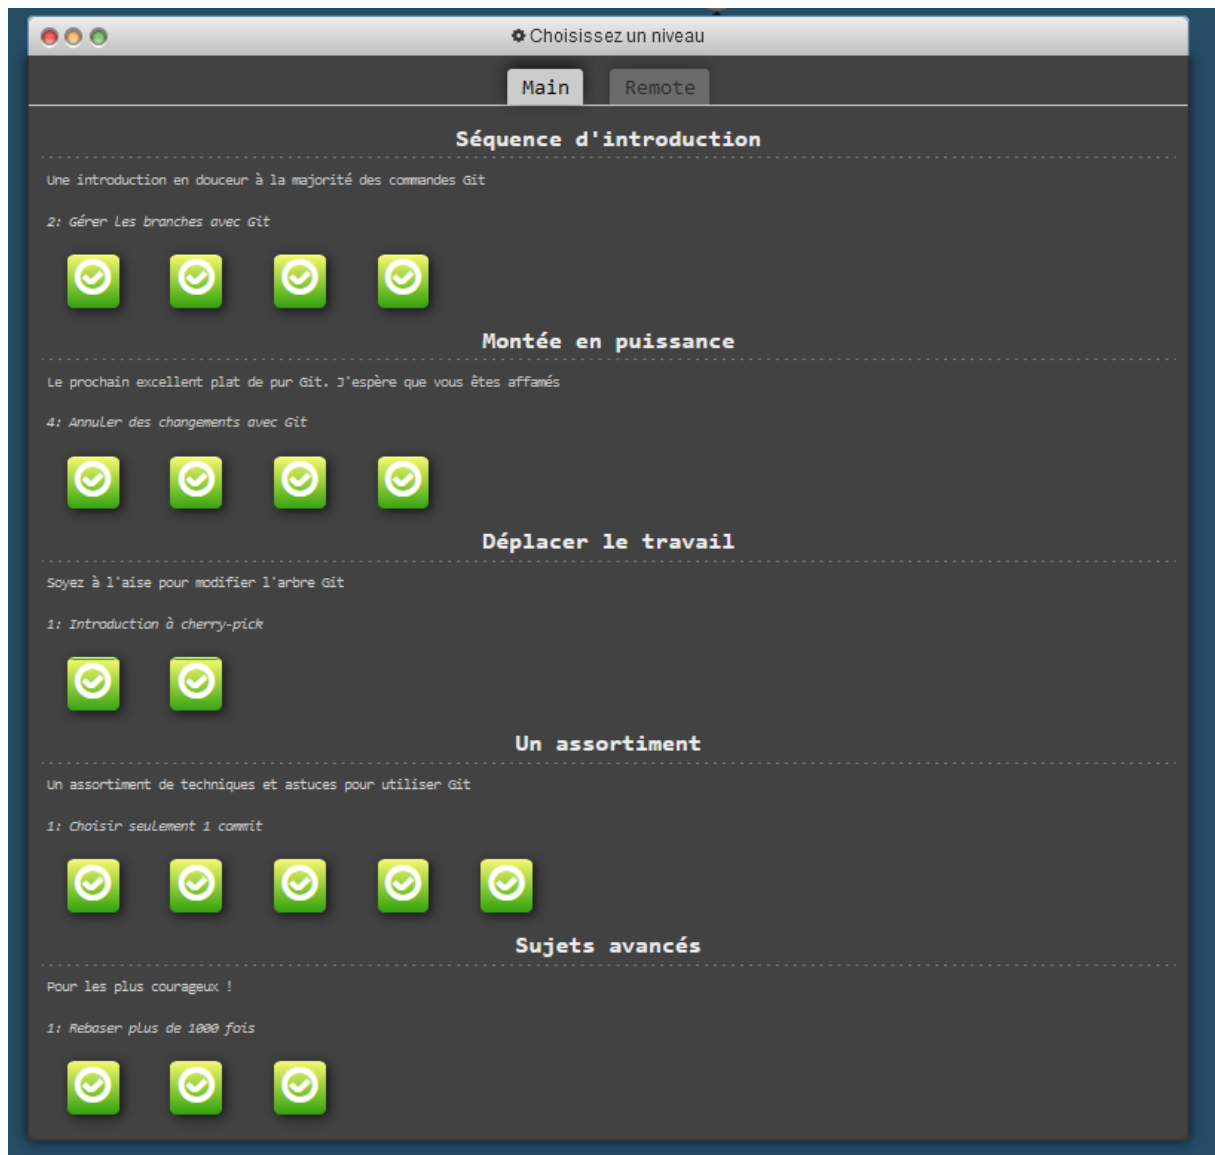 Choisissez un niveau
Main Remote
Séquence d'introduction
Une introduction en douceur à la majorité des commandes Git
2: Gérer les branches avec Git
Montée en puissance
Le prochain excellent plat de pur Git. J'espère que vous êtes affamés
4: Annuler des changements avec Git
Déplacer le travail
Soyez à l'aise pour modifier l'arbre Git
1: Introduction à cherry-pick
Un assortiment
Un assortiment de techniques et astuces pour utiliser Git
1: Choisir seulement 1 commit
Sujets avancés
Pour les plus courageux !
1: Rebaser plus de 1000 fois